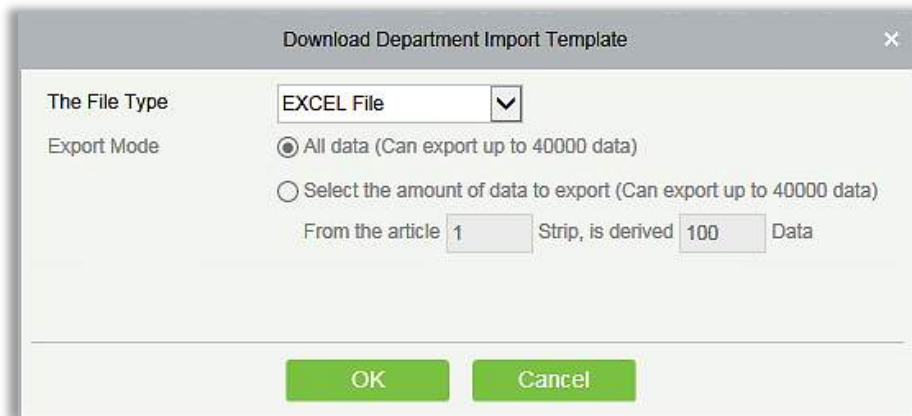 Download Department Import Template ×
The File Type EXCEL File
Export Mode All data (Can export up to 40000 data)
Select the amount of data to export (Can export up to 40000 data)
From the article 1 Strip, is derived 100 Data
OK Cancel